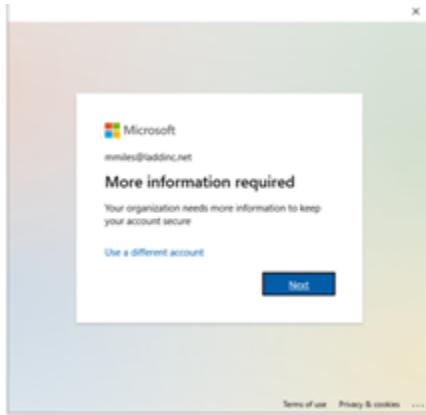 Microsoft
mmiles@laddinc.net
More information required
Your organization needs more information to keep
your account secure
Use a different account
Next
Terms of use Privacy & cookies ...